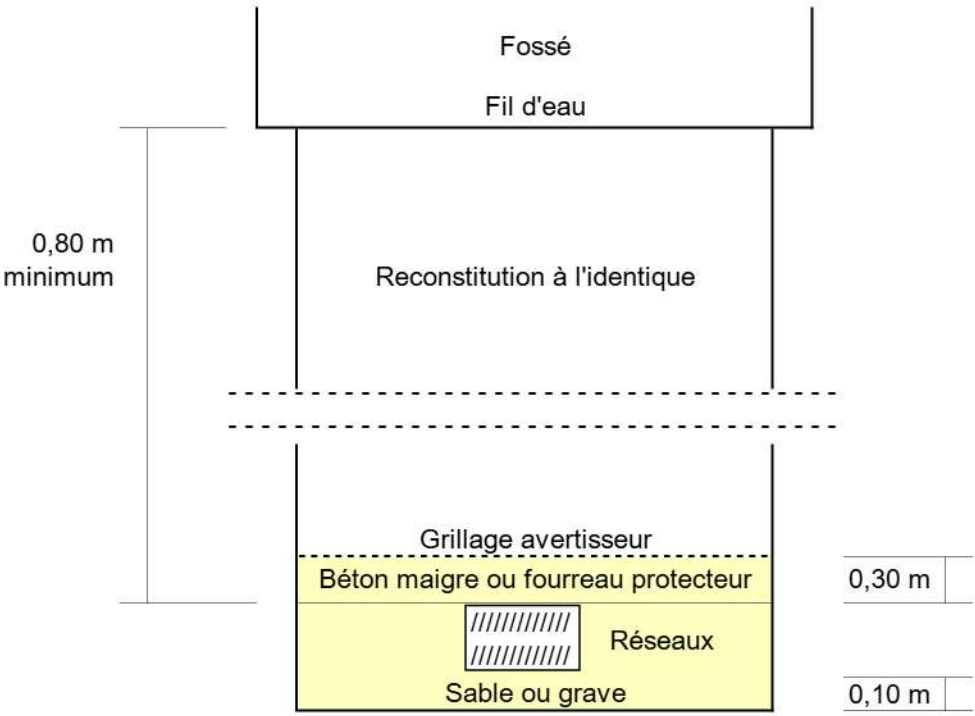 Fossé
Fil d'eau
0,80 m
minimum
Reconstitution à l'identique
Grillage avertisseur
Béton maigre ou fourreau protecteur
0,30 m
Réseaux
Sable ou grave
0,10 m